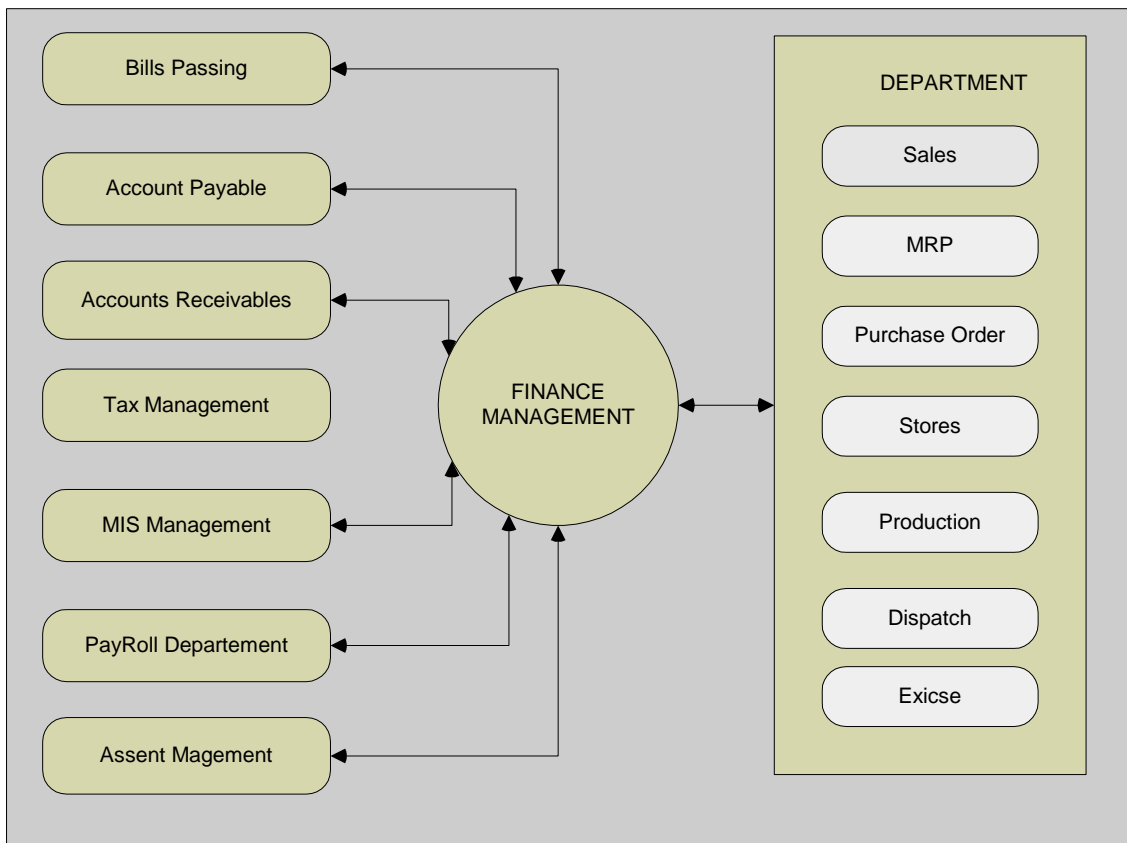 Bills Passing
Account Payable
Accounts Receivables
Tax Management
MIS Management
PayRoll Departement
Assent Magement
FINANCE
MANAGEMENT
DEPARTMENT
Sales
MRP
Purchase Order
Stores
Production
Dispatch
Exicse